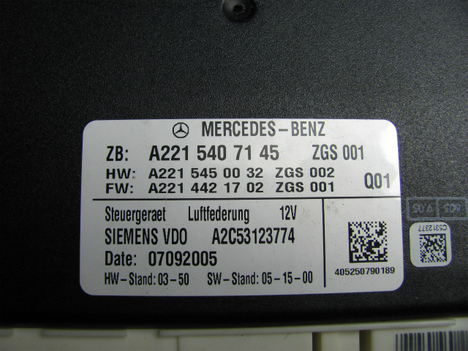 MERCEDES-BENZ
ZB: A221 540 71 45 ZGS 001
HW: A221 545 00 32 ZGS 002
FW: A221 442 17 02 ZGS 001 Q01
Steuergeraet Luftfederung 12V
SIEMENS VDO A2C53123774
Date: 07092005
HW-Stand: 03-50 SW-Stand: 05-15-00
405250790189